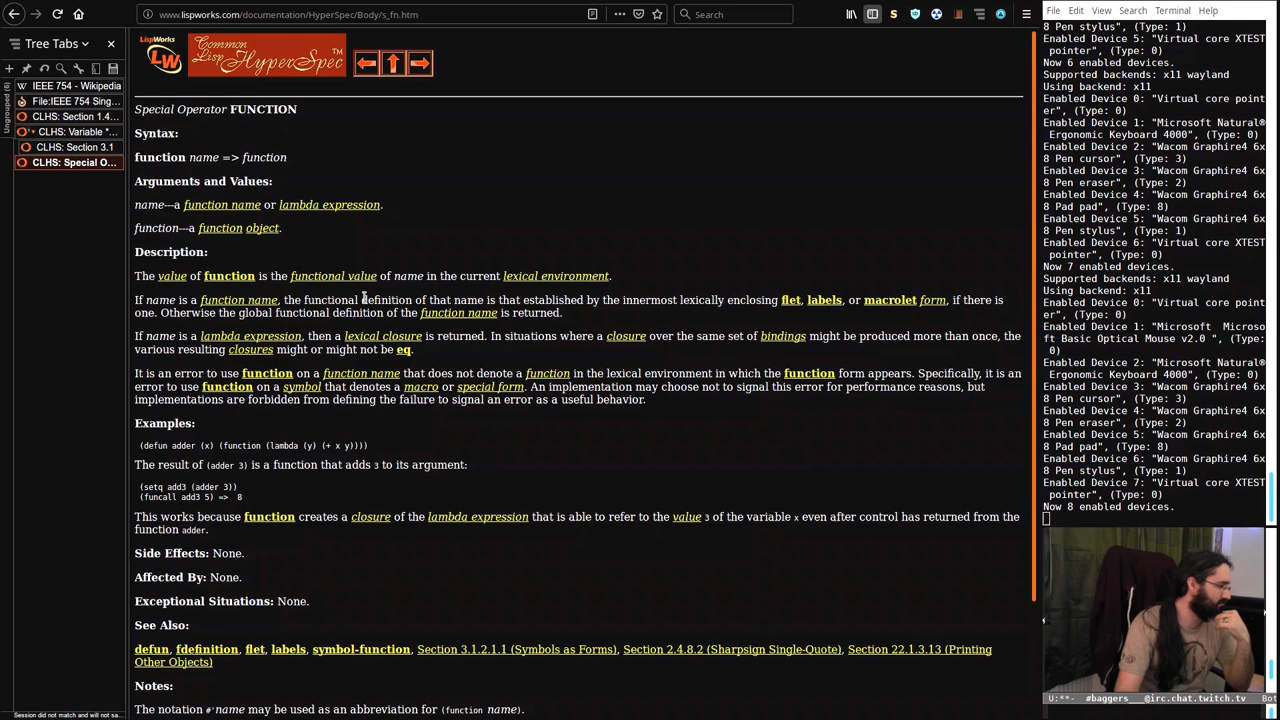 www.lispworks.com/documentation/HyperSpec/Body/s_fn.htm
Search
File Edit View Search Terminal Help
Tree Tabs
Ungrouped (6)
IEEE 754 - Wikipedia
File:IEEE 754 Sing...
CLHS: Section 1.4...
CLHS: Variable *...
CLHS: Section 3.1
CLHS: Special O...
LispWorks
LW
Common Lisp HyperSpec™
Special Operator FUNCTION
Syntax:
function name => function
Arguments and Values:
name---a function name or lambda expression.
function---a function object.
Description:
The value of function is the functional value of name in the current lexical environment.
If name is a function name, the functional definition of that name is that established by the innermost lexically enclosing flet, labels, or macrolet form, if there is
one. Otherwise the global functional definition of the function name is returned.
If name is a lambda expression, then a lexical closure is returned. In situations where a closure over the same set of bindings might be produced more than once, the
various resulting closures might or might not be eq.
It is an error to use function on a function name that does not denote a function in the lexical environment in which the function form appears. Specifically, it is an
error to use function on a symbol that denotes a macro or special form. An implementation may choose not to signal this error for performance reasons, but
implementations are forbidden from defining the failure to signal an error as a useful behavior.
Examples:
(defun adder (x) (function (lambda (y) (+ x y))))
The result of (adder 3) is a function that adds 3 to its argument:
(setq add3 (adder 3))
(funcall add3 5) => 8
This works because function creates a closure of the lambda expression that is able to refer to the value 3 of the variable x even after control has returned from the
function adder.
Side Effects: None.
Affected By: None.
Exceptional Situations: None.
See Also:
defun, fdefinition, flet, labels, symbol-function, Section 3.1.2.1.1 (Symbols as Forms), Section 2.4.8.2 (Sharpsign Single-Quote), Section 22.1.3.13 (Printing
Other Objects)
Notes:
The notation #'name may be used as an abbreviation for (function name).
Session did not match and will not sa...
8 Pen stylus", (Type: 1)
Enabled Device 5: "Virtual core XTEST
pointer", (Type: 0)
Now 6 enabled devices.
Supported backends: x11 wayland
Using backend: x11
Enabled Device 0: "Virtual core point
er", (Type: 0)
Enabled Device 1: "Microsoft Natural®
Ergonomic Keyboard 4000", (Type: 0)
Enabled Device 2: "Wacom Graphire4 6x
8 Pen cursor", (Type: 3)
Enabled Device 3: "Wacom Graphire4 6x
8 Pen eraser", (Type: 2)
Enabled Device 4: "Wacom Graphire4 6x
8 Pad pad", (Type: 8)
Enabled Device 5: "Wacom Graphire4 6x
8 Pen stylus", (Type: 1)
Enabled Device 6: "Virtual core XTEST
pointer", (Type: 0)
Now 7 enabled devices.
Supported backends: x11 wayland
Using backend: x11
Enabled Device 0: "Virtual core point
er", (Type: 0)
Enabled Device 1: "Microsoft  Microso
ft Basic Optical Mouse v2.0 ", (Type:
0)
Enabled Device 2: "Microsoft Natural®
Ergonomic Keyboard 4000", (Type: 0)
Enabled Device 3: "Wacom Graphire4 6x
8 Pen cursor", (Type: 3)
Enabled Device 4: "Wacom Graphire4 6x
8 Pen eraser", (Type: 2)
Enabled Device 5: "Wacom Graphire4 6x
8 Pad pad", (Type: 8)
Enabled Device 6: "Wacom Graphire4 6x
8 Pen stylus", (Type: 1)
Enabled Device 7: "Virtual core XTEST
pointer", (Type: 0)
Now 8 enabled devices.
U:**- #baggers__@irc.chat.twitch.tv Bot